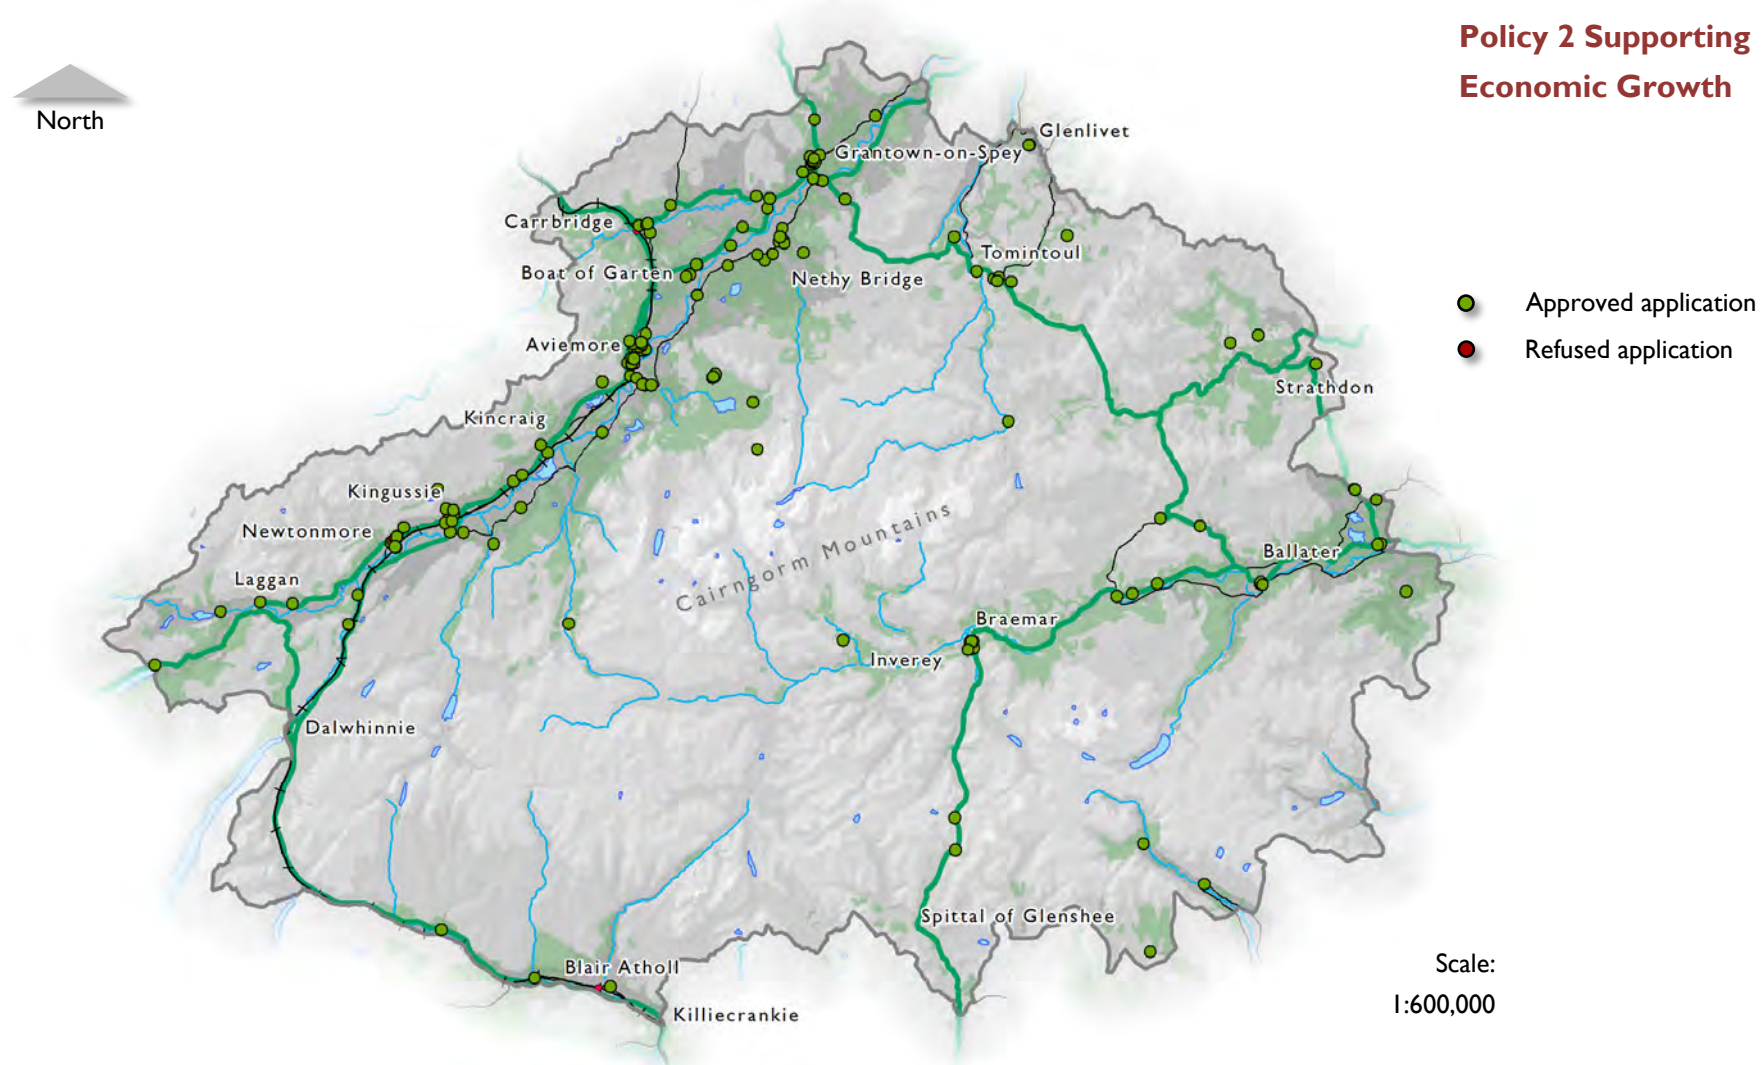 Policy 2 Supporting
Economic Growth
North
Glenlivet
Grantown-on-Spey
Carrbridge
Tomintoul
Boat of Garten
Nethy Bridge
Approved application
Aviemore
Refused application
Strathdon
Kincraig
Kingussie
Newtonmore
Cairngorm Mountains
Ballater
Laggan
Braemar
Inverey
Dalwhinnie
Spittal of Glenshee
Blair Atholl
Scale:
1:600,000
Killiecrankie